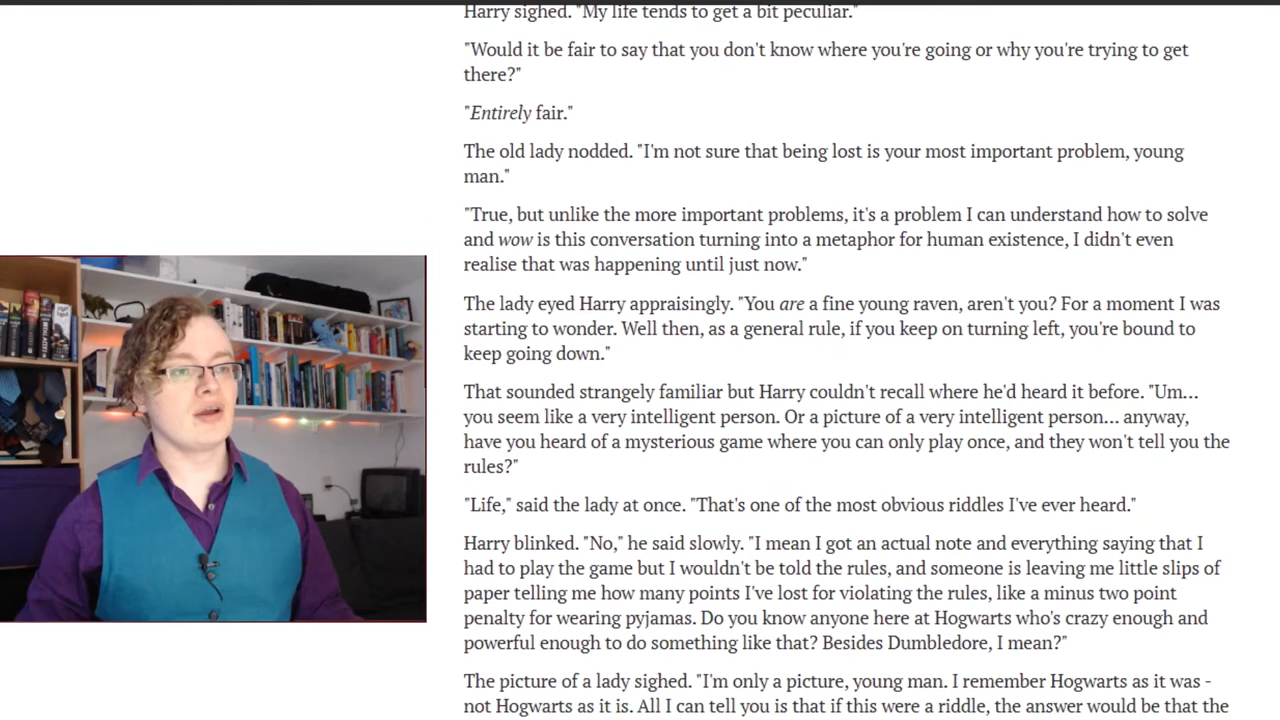 Harry sighed. "My life tends to get a bit peculiar."
"Would it be fair to say that you don't know where you're going or why you're trying to get
there?"
"Entirely fair."
The old lady nodded. "I'm not sure that being lost is your most important problem, young
man."
"True, but unlike the more important problems, it's a problem I can understand how to solve
and wow is this conversation turning into a metaphor for human existence, I didn't even
realise that was happening until just now."
The lady eyed Harry appraisingly. "You are a fine young raven, aren't you? For a moment I was
starting to wonder. Well then, as a general rule, if you keep on turning left, you're bound to
keep going down."
That sounded strangely familiar but Harry couldn't recall where he'd heard it before. "Um...
you seem like a very intelligent person. Or a picture of a very intelligent person... anyway,
have you heard of a mysterious game where you can only play once, and they won't tell you the
rules?"
"Life," said the lady at once. "That's one of the most obvious riddles I've ever heard."
Harry blinked. "No," he said slowly. "I mean I got an actual note and everything saying that I
had to play the game but I wouldn't be told the rules, and someone is leaving me little slips of
paper telling me how many points I've lost for violating the rules, like a minus two point
penalty for wearing pyjamas. Do you know anyone here at Hogwarts who's crazy enough and
powerful enough to do something like that? Besides Dumbledore, I mean?"
The picture of a lady sighed. "I'm only a picture, young man. I remember Hogwarts as it was -
not Hogwarts as it is. All I can tell you is that if this were a riddle, the answer would be that the